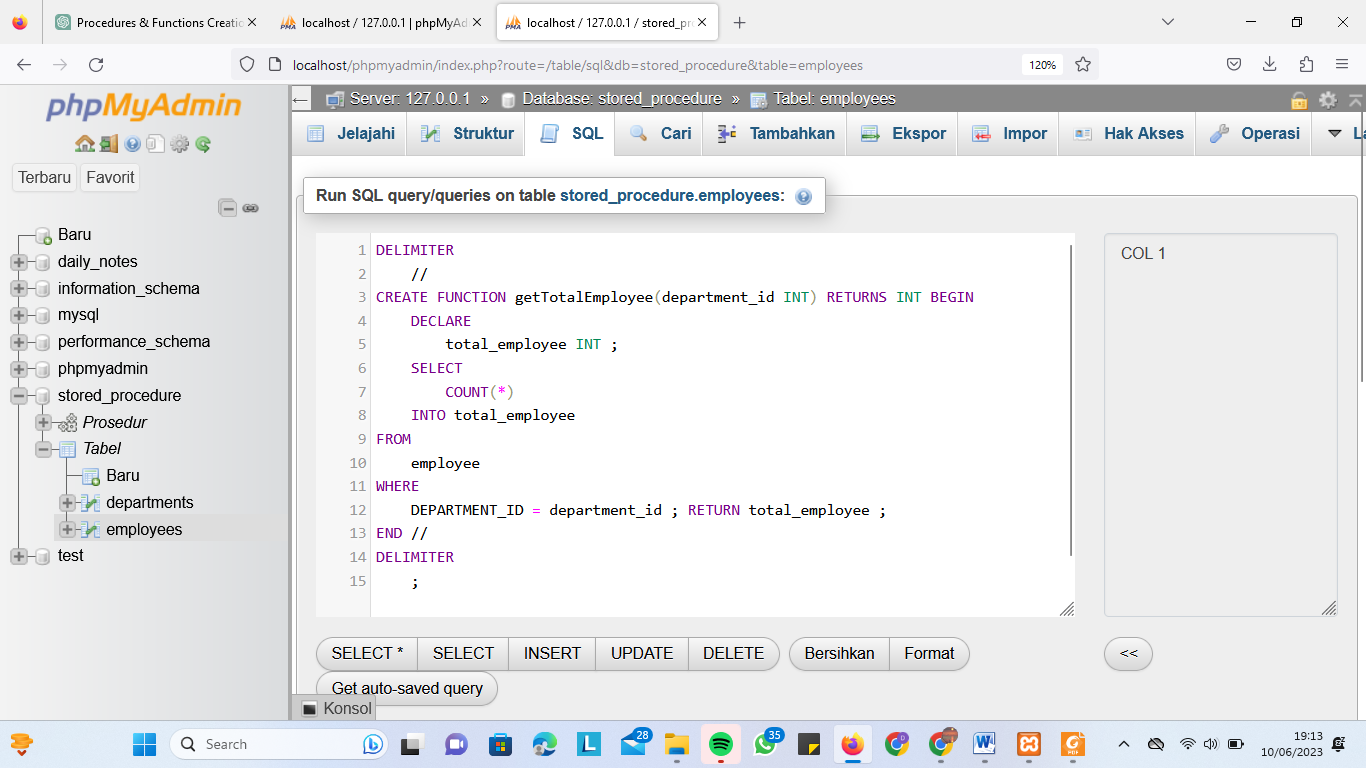 Procedures & Functions Creatio
localhost / 127.0.0.1 | phpMyAd
localhost / 127.0.0.1 / stored_pro
localhost/phpmyadmin/index.php?route=/table/sql&db=stored_procedure&table=employees
120%
phpMyAdmin
Terbaru
Favorit
Baru
daily_notes
information_schema
mysql
performance_schema
phpmyadmin
stored_procedure
Prosedur
Tabel
Baru
departments
employees
test
Server: 127.0.0.1 » Database: stored_procedure » Tabel: employees
Jelajahi
Struktur
SQL
Cari
Tambahkan
Ekspor
Impor
Hak Akses
Operasi
La
Run SQL query/queries on table stored_procedure.employees:
1 DELIMITER
2 //
3 CREATE FUNCTION getTotalEmployee(department_id INT) RETURNS INT BEGIN
4 DECLARE
5 total_employee INT ;
6 SELECT
7 COUNT(*)
8 INTO total_employee
9 FROM
10 employee
11 WHERE
12 DEPARTMENT_ID = department_id ; RETURN total_employee ;
13 END //
14 DELIMITER
15 ;
COL 1
SELECT *
SELECT
INSERT
UPDATE
DELETE
Bersihkan
Format
<<
Get auto-saved query
Konsol
Search
28
35
19:13
10/06/2023